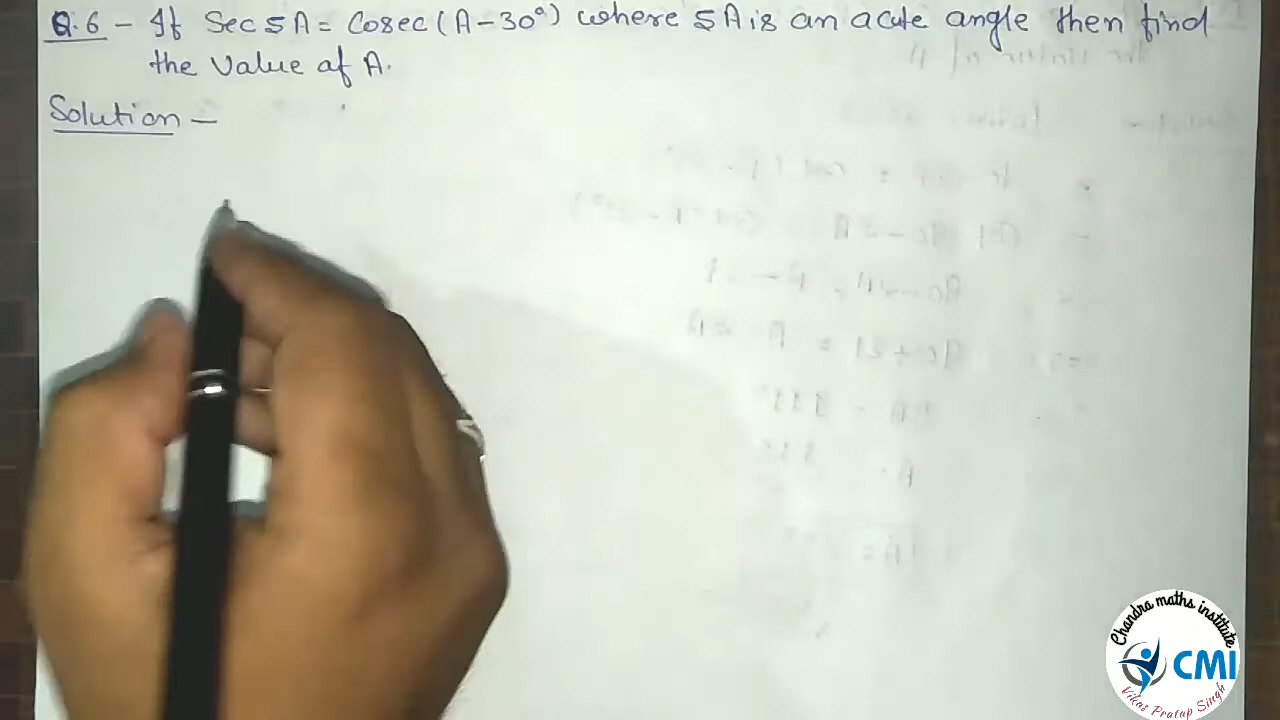 Q.6 - If Sec 5A = Cosec (A-30°) where 5A is an acute angle then find
the value of A.
Solution -
Chandra maths institute
CMI
Vikas Pratap Singh